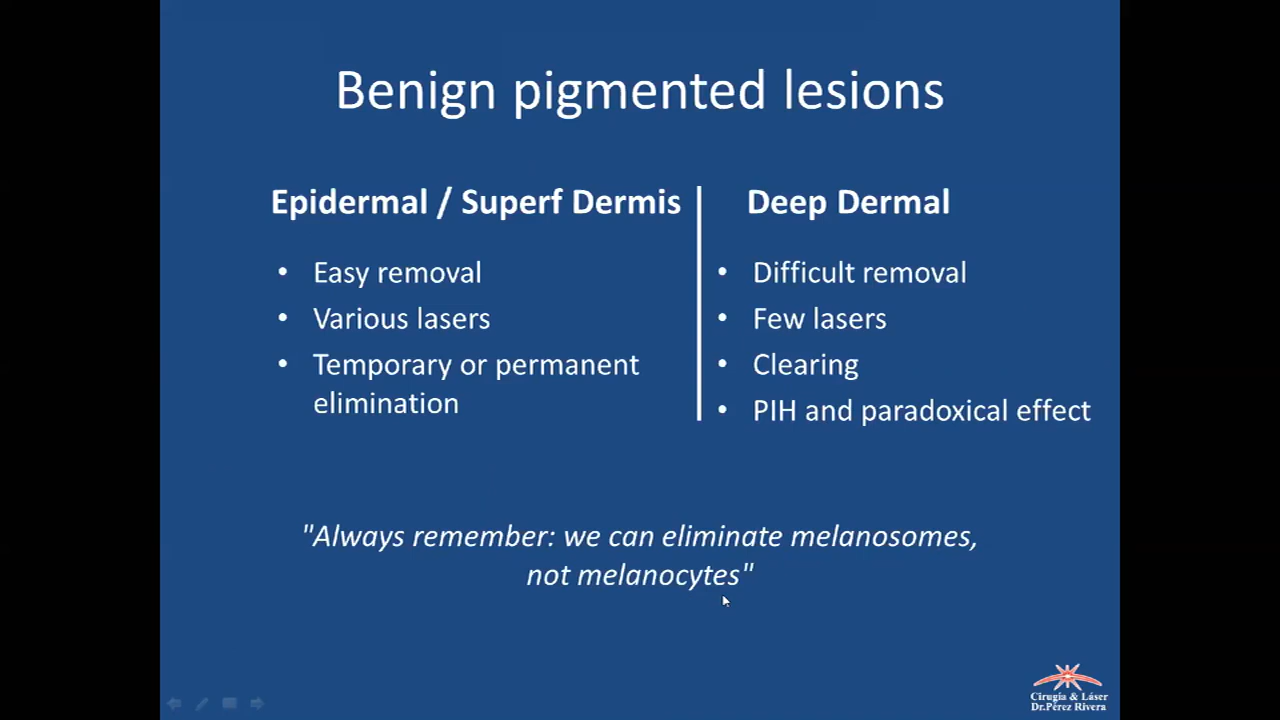 Benign pigmented lesions
Epidermal / Superf Dermis
• Easy removal
• Various lasers
• Temporary or permanent
elimination
Deep Dermal
• Difficult removal
• Few lasers
• Clearing
• PIH and paradoxical effect
"Always remember: we can eliminate melanosomes,
not melanocytes"
Cirugía & Láser
Dr.Pérez Rivera